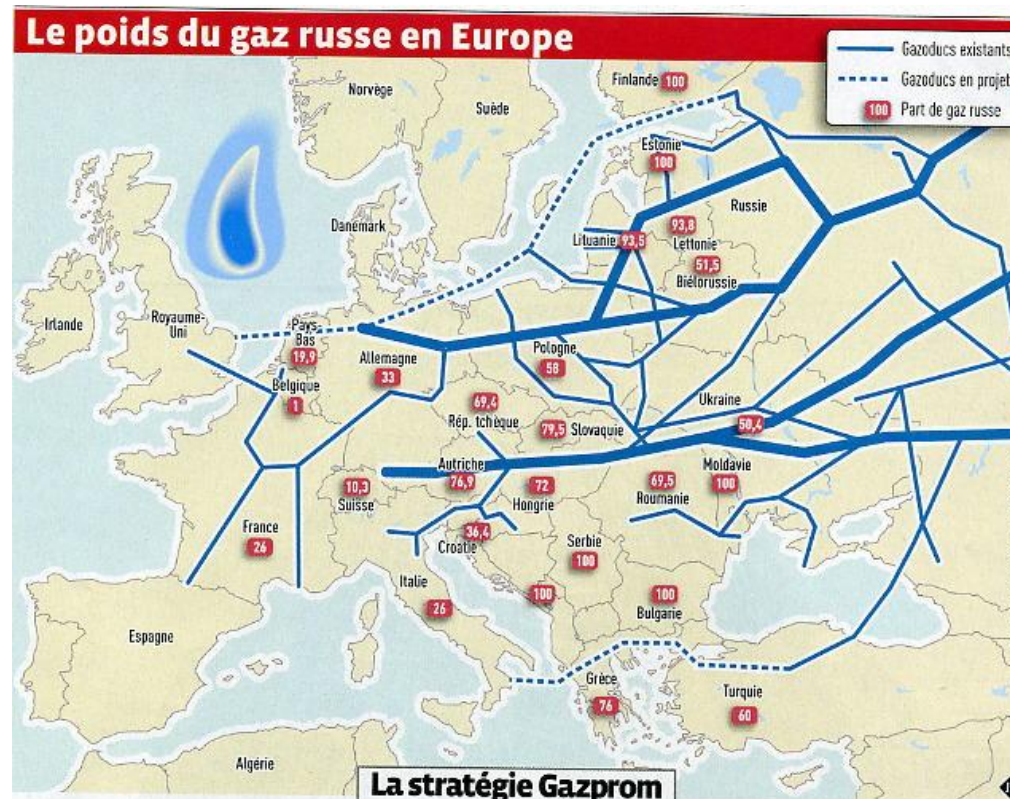 Le poids du gaz russe en Europe
Gazoducs existants
Gazoducs en projet
100 Part de gaz russe
Norvège
Suède
Finlande 100
Estonie
100
Russie
Danemark
Lituanie 93,5
93,8
Lettonie
51,5
Biélorussie
Irlande
Royaume-
Uni
Pays-
Bas
19,9
Allemagne
33
Pologne
58
Belgique
1
69,4
Rép. tchèque
79,5 Slovaquie
Ukraine
50,4
Autriche
76,9
72
Hongrie
69,5
Roumanie
Moldavie
100
10,3
Suisse
France
26
36,4
Croatie
Serbie
100
Italie
26
100
100
Bulgarie
Espagne
Grèce
76
Turquie
60
Algérie
La stratégie Gazprom